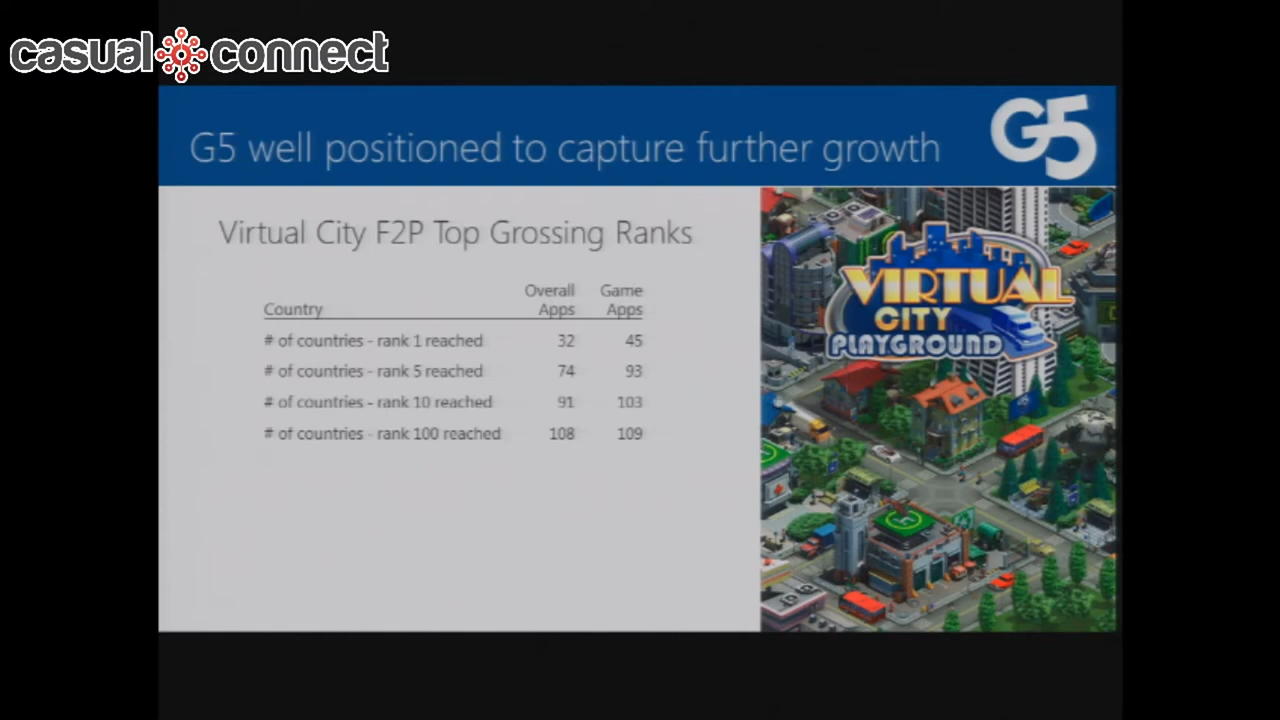 casual connect
G5 well positioned to capture further growth
G5
Virtual City F2P Top Grossing Ranks
Country Overall Apps Game Apps
# of countries - rank 1 reached 32 45
# of countries - rank 5 reached 74 93
# of countries - rank 10 reached 91 103
# of countries - rank 100 reached 108 109
VIRTUAL
CITY
PLAYGROUND
H